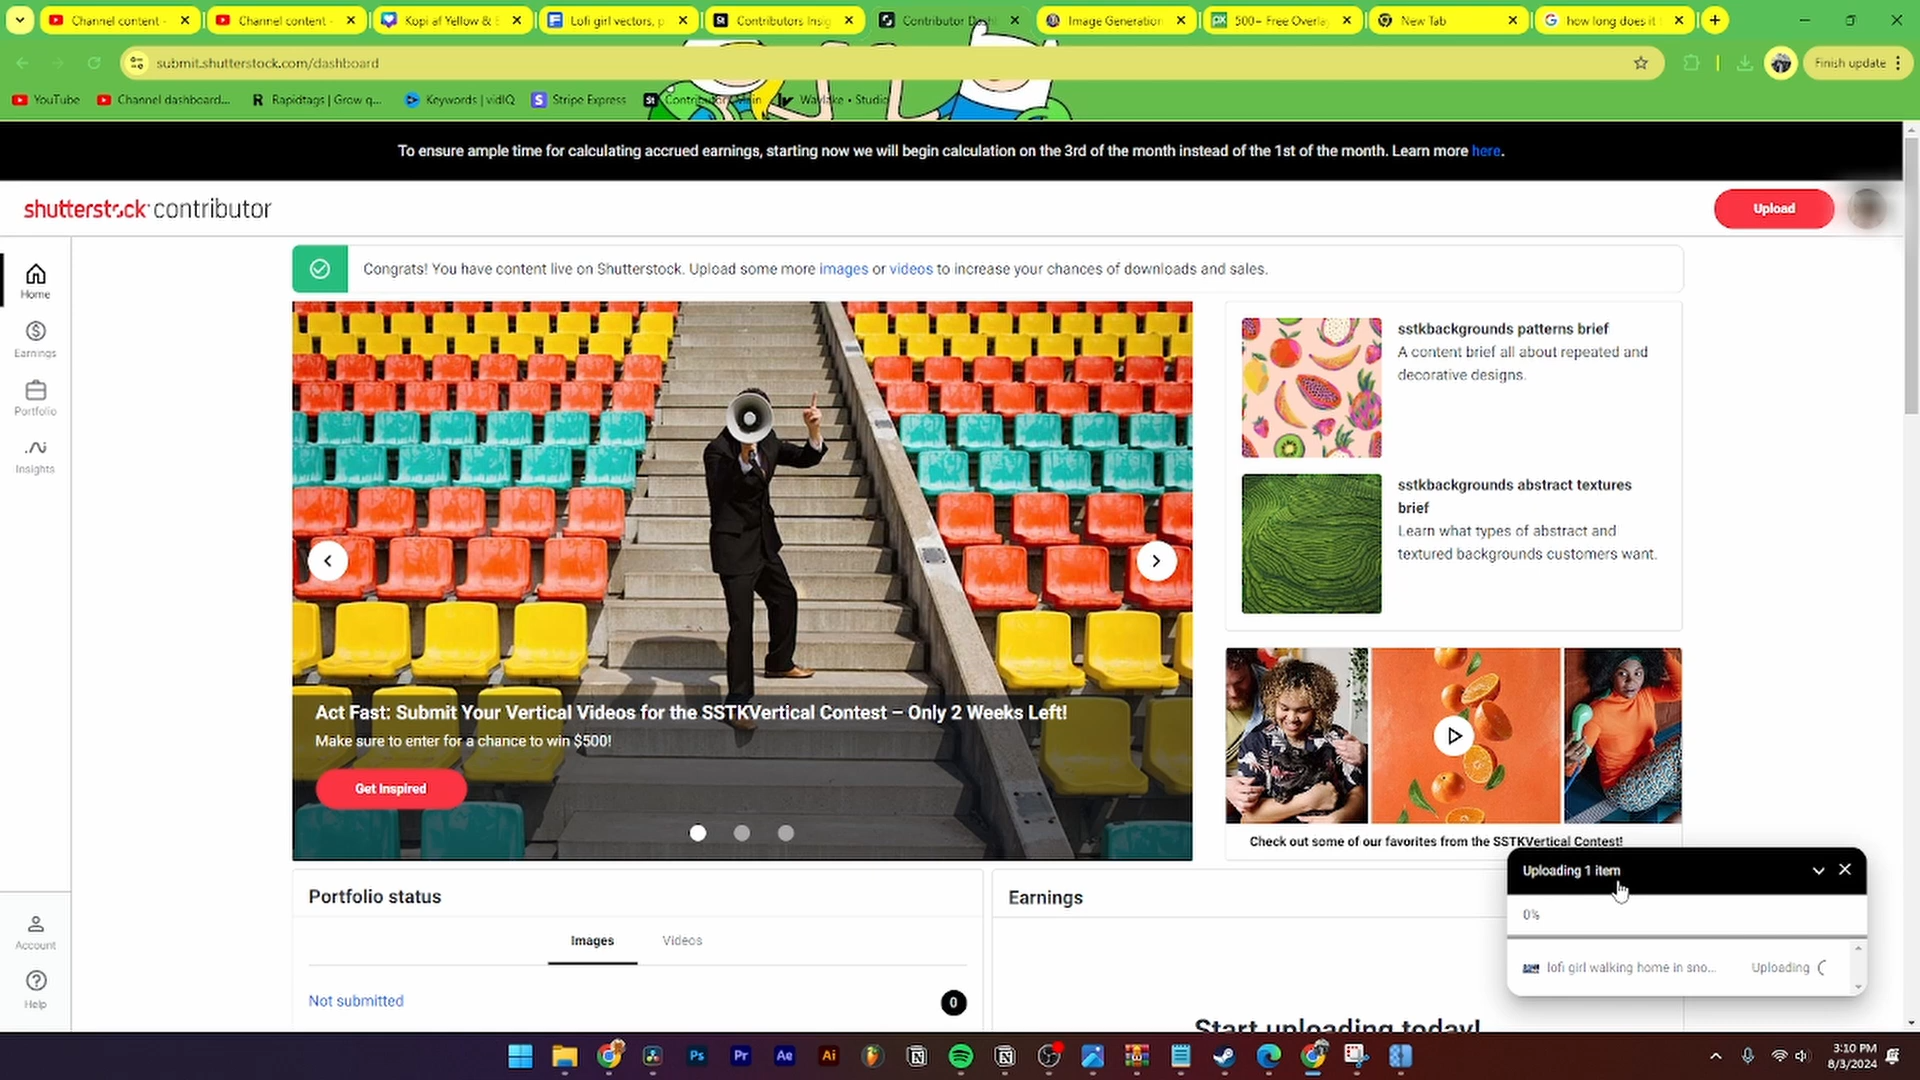 Channel content -
Channel content -
Kopi af Yellow &
Lofi girl vectors, p
Contributors Insig
Contributor Dash
Image Generation
500+ Free Overla
New Tab
how long does it
submit.shutterstock.com/dashboard
Finish update
YouTube
Channel dashboard...
Rapidtags | Grow q...
Keywords | vidIQ
Stripe Express
Contributor Main
Wavlake • Studio
To ensure ample time for calculating accrued earnings, starting now we will begin calculation on the 3rd of the month instead of the 1st of the month. Learn more here.
shutterstock contributor
Upload
Home
Earnings
Portfolio
Insights
Account
Help
Congrats! You have content live on Shutterstock. Upload some more images or videos to increase your chances of downloads and sales.
Act Fast: Submit Your Vertical Videos for the SSTKVertical Contest – Only 2 Weeks Left!
Make sure to enter for a chance to win $500!
Get Inspired
sstkbackgrounds patterns brief
A content brief all about repeated and
decorative designs.
sstkbackgrounds abstract textures
brief
Learn what types of abstract and
textured backgrounds customers want.
Check out some of our favorites from the SSTKVertical Contest!
Portfolio status
Images
Videos
Not submitted
0
Earnings
Start uploading today!
Uploading 1 item
0%
lofi girl walking home in sno...
Uploading
Ps
Pr
Ae
Ai
3:10 PM
8/3/2024